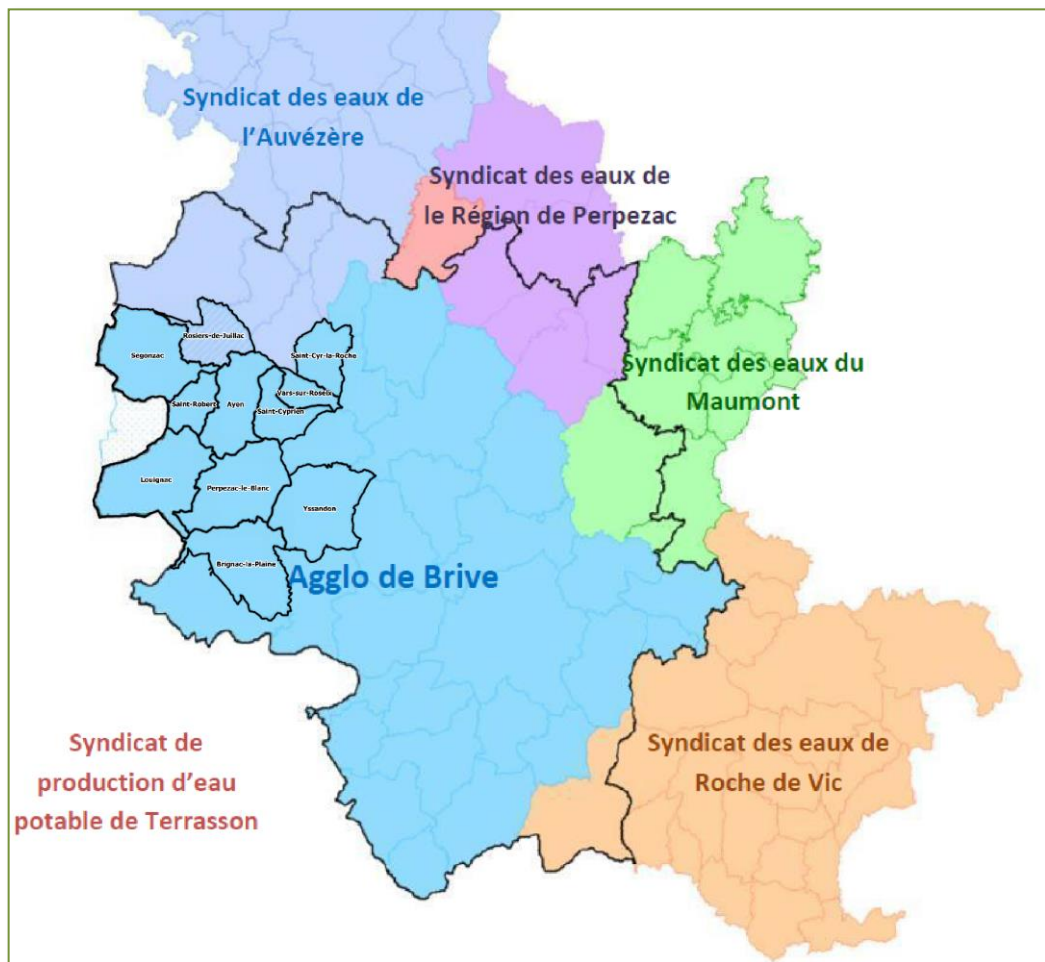 Syndicat des eaux de
l'Auvézère
Syndicat des eaux de
le Région de Perpezac
Syndicat des eaux du
Maumont
Rosiers-de-Juillac
Segonzac
Saint-Cyr-la-Roche
Vars-sur-Roseix
Saint-Robert
Ayen
Saint-Cyprien
Louignac
Perpezac-le-Blanc
Yssandon
Brignac-la-Plaine
Agglo de Brive
Syndicat de
production d'eau
potable de Terrasson
Syndicat des eaux de
Roche de Vic